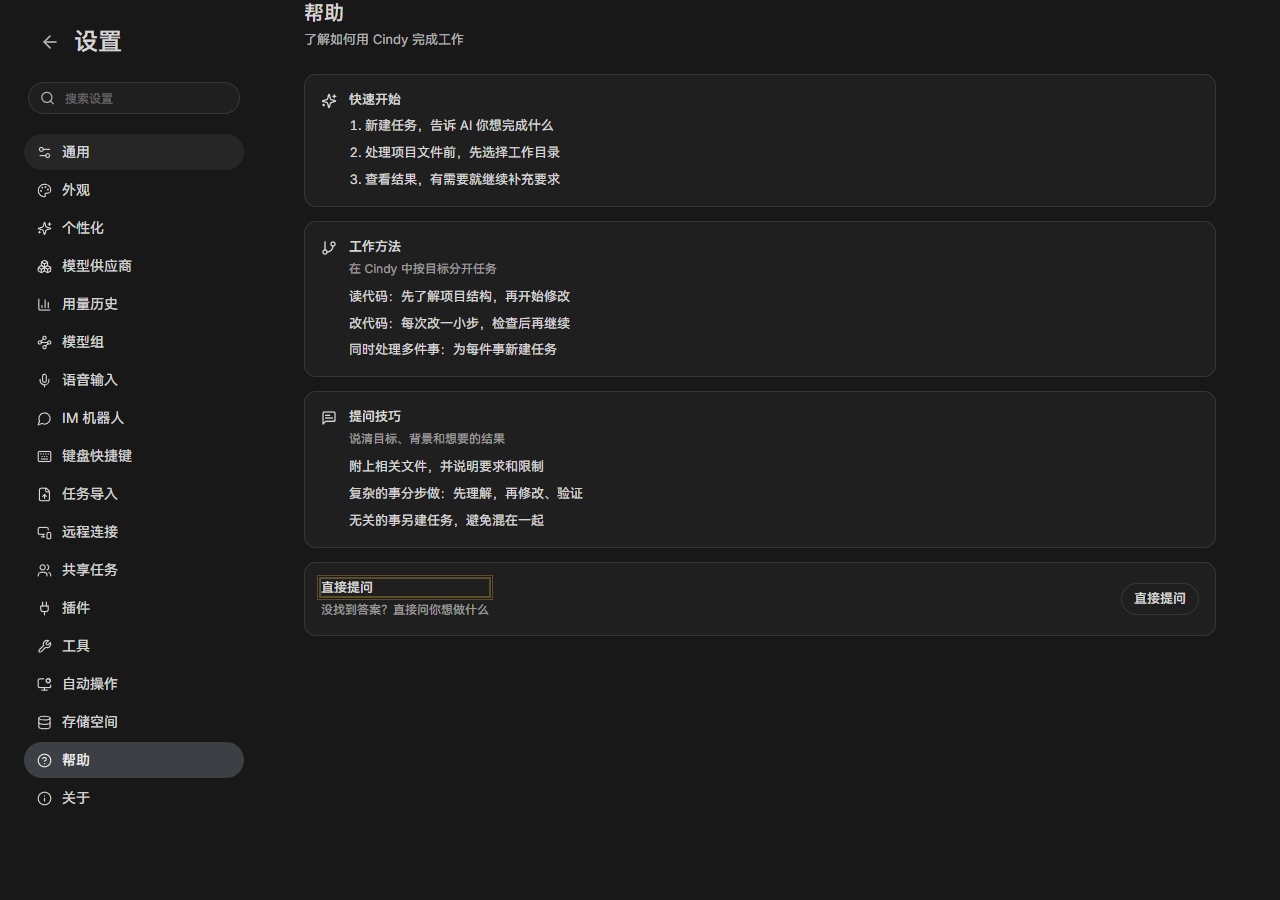 设置
搜索设置
通用
外观
个性化
模型供应商
用量历史
模型组
语音输入
IM 机器人
键盘快捷键
任务导入
远程连接
共享任务
插件
工具
自动操作
存储空间
帮助
关于
帮助
了解如何用 Cindy 完成工作
快速开始
1. 新建任务，告诉 AI 你想完成什么
2. 处理项目文件前，先选择工作目录
3. 查看结果，有需要就继续补充要求
工作方法
在 Cindy 中按目标分开任务
读代码：先了解项目结构，再开始修改
改代码：每次改一小步，检查后再继续
同时处理多件事：为每件事新建任务
提问技巧
说清目标、背景和想要的结果
附上相关文件，并说明要求和限制
复杂的事分步做：先理解，再修改、验证
无关的事另建任务，避免混在一起
直接提问
没找到答案？直接问你想做什么
直接提问